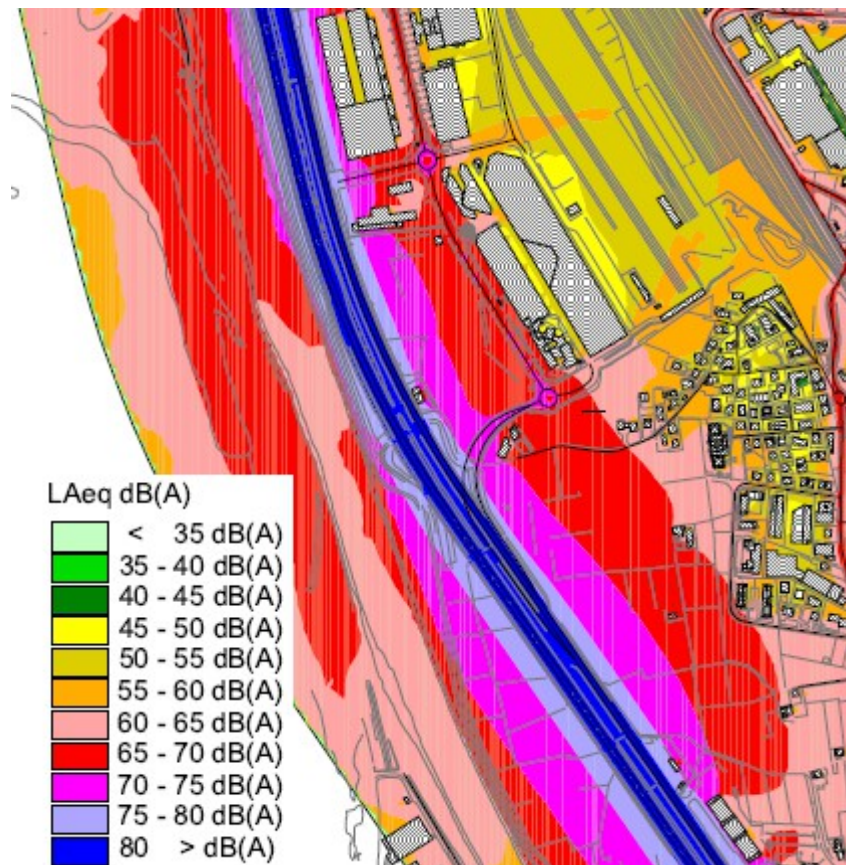 LAeq dB(A)
< 35 dB(A)
35 - 40 dB(A)
40 - 45 dB(A)
45 - 50 dB(A)
50 - 55 dB(A)
55 - 60 dB(A)
60 - 65 dB(A)
65 - 70 dB(A)
70 - 75 dB(A)
75 - 80 dB(A)
80 > dB(A)